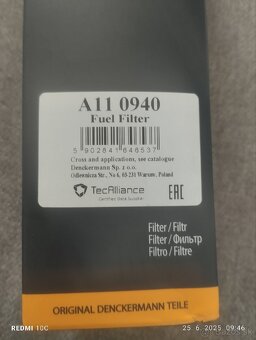 A11 0940
Fuel Filter
5 902841 646537
Cross and applications, see catalogue
Denckermann Sp. z o.o.
Odlewnicza Str., No 6, 03-231 Warsaw, Poland
TecAlliance
Certified Data Supplier
EAC
Filter / Filtr
Filter / Фильтр
Filtro / Filtre
ORIGINAL DENCKERMANN TEILE
REDMI 10C
25 6 2025 09:46